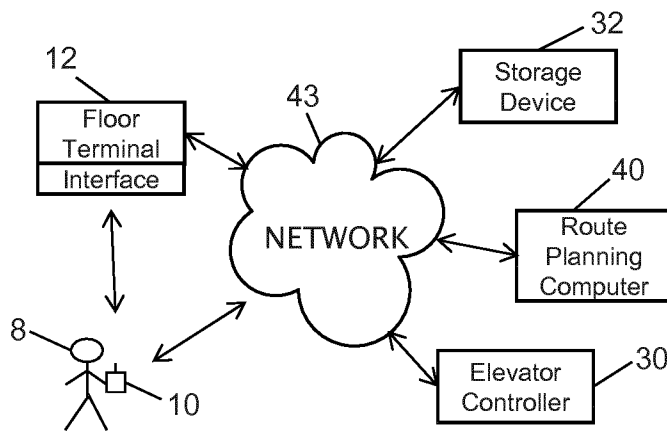 12
Floor
Terminal
Interface
43
NETWORK
32
Storage
Device
40
Route
Planning
Computer
8
10
Elevator
Controller
30